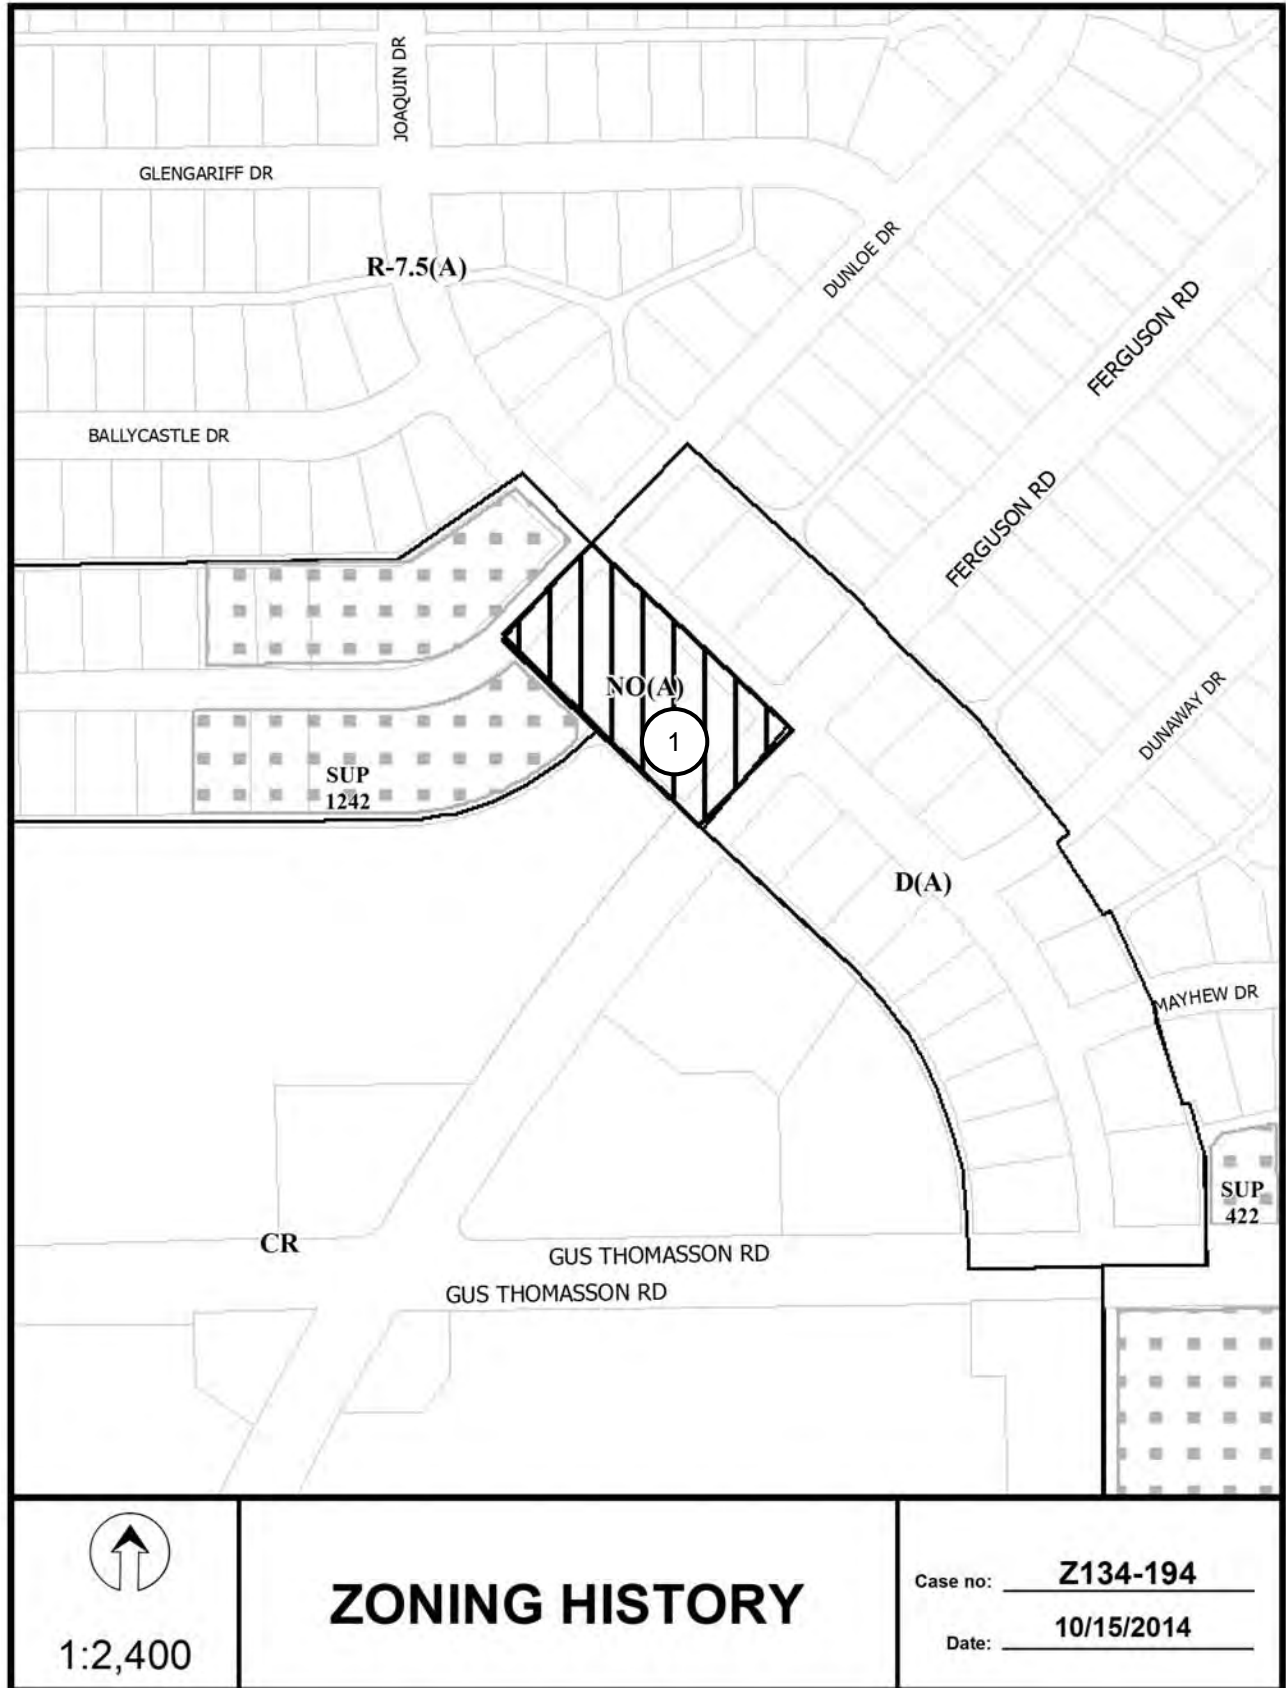 JOAQUIN DR
GLENGARIFF DR
DUNLOE DR
R-7.5(A)
FERGUSON RD
BALLYCASTLE DR
FERGUSON RD
NO(A)
DUNAWAY DR
1
SUP
1242
D(A)
MAYHEW DR
SUP
422
CR
GUS THOMASSON RD
GUS THOMASSON RD
1:2,400
ZONING HISTORY
Case no: Z134-194
Date: 10/15/2014